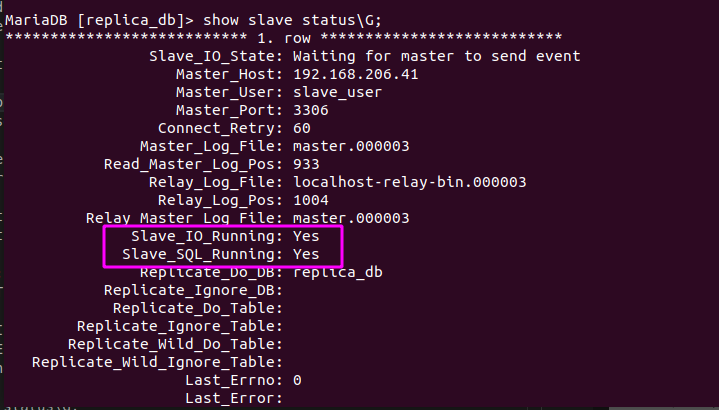 MariaDB [replica_db]> show slave status\G;
*************************** 1. row ***************************
Slave_IO_State: Waiting for master to send event
Master_Host: 192.168.206.41
Master_User: slave_user
Master_Port: 3306
Connect_Retry: 60
Master_Log_File: master.000003
Read_Master_Log_Pos: 933
Relay_Log_File: localhost-relay-bin.000003
Relay_Log_Pos: 1004
Relay_Master_Log_File: master.000003
Slave_IO_Running: Yes
Slave_SQL_Running: Yes
Replicate_Do_DB: replica_db
Replicate_Ignore_DB:
Replicate_Do_Table:
Replicate_Ignore_Table:
Replicate_Wild_Do_Table:
Replicate_Wild_Ignore_Table:
Last_Errno: 0
Last_Error: